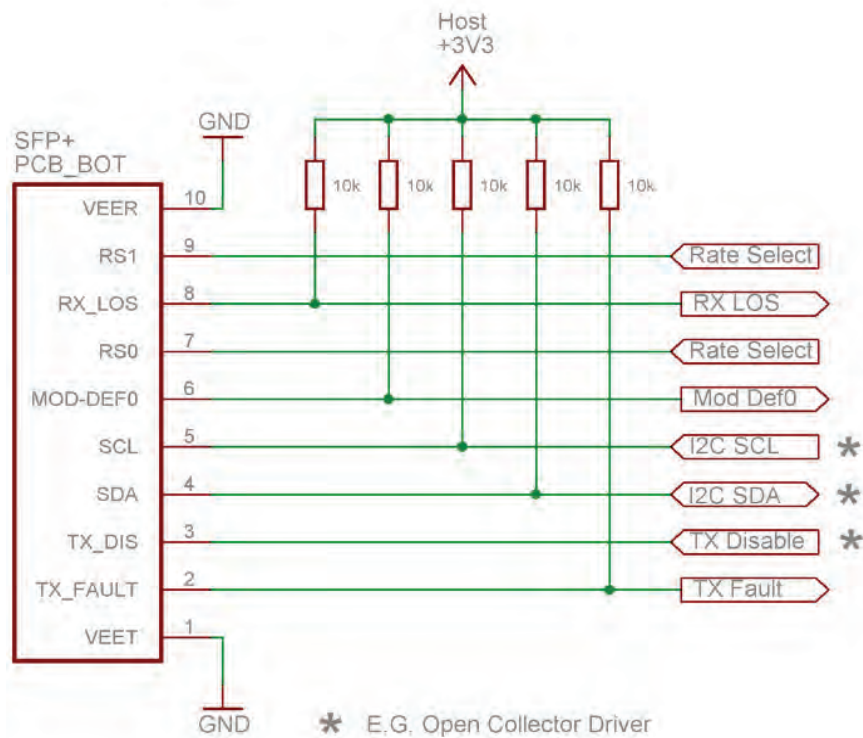 Host
+3V3
GND
SFP+
PCB_BOT
10k 10k 10k 10k 10k
VEER 10
RS1 9 Rate Select
RX_LOS 8 RX LOS
RS0 7 Rate Select
MOD-DEF0 6 Mod Def0
SCL 5 I2C SCL *
SDA 4 I2C SDA *
TX_DIS 3 TX Disable *
TX_FAULT 2 TX Fault
VEET 1
GND
* E.G. Open Collector Driver